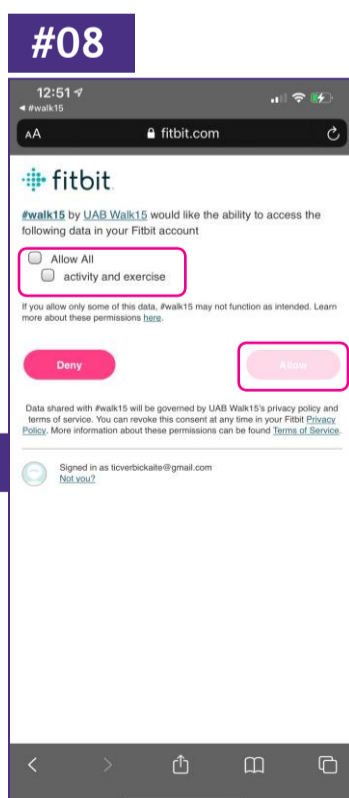 #08
12:51
◄ #walk15
AA fitbit.com
fitbit
#walk15 by UAB Walk15 would like the ability to access the
following data in your Fitbit account
Allow All
activity and exercise
If you allow only some of this data, #walk15 may not function as intended. Learn
more about these permissions here.
Deny Allow
Data shared with #walk15 will be governed by UAB Walk15's privacy policy and
terms of service. You can revoke this consent at any time in your Fitbit Privacy
Policy. More information about these permissions can be found Terms of Service.
Signed in as ticverbickaite@gmail.com
Not you?